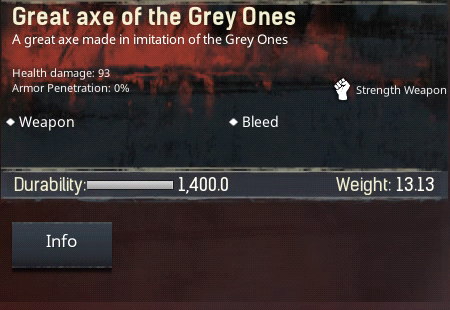 Great axe of the Grey Ones
A great axe made in imitation of the Grey Ones
Health damage: 93
Armor Penetration: 0%
Strength Weapon
Weapon
Bleed
Durability: 1,400.0
Weight: 13.13
Info